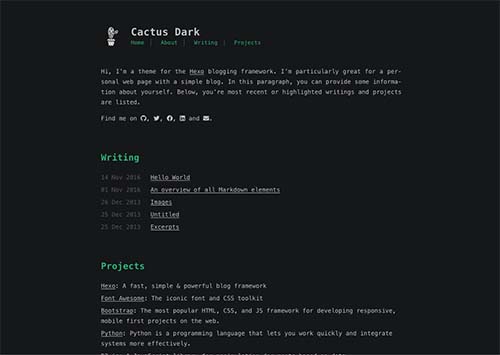 Cactus Dark
Home | About | Writing | Projects
Hi, I'm a theme for the Hexo blogging framework. I'm particularly great for a per-
sonal web page with a simple blog. In this paragraph, you can provide some informa-
tion about yourself. Below, you're most recent or highlighted writings and projects
are listed.
Find me on , , , and .
Writing
14 Nov 2016 Hello World
01 Nov 2016 An overview of all Markdown elements
26 Dec 2013 Images
25 Dec 2013 Untitled
25 Dec 2013 Excerpts
Projects
Hexo: A fast, simple & powerful blog framework
Font Awesome: The iconic font and CSS toolkit
Bootstrap: The most popular HTML, CSS, and JS framework for developing responsive,
mobile first projects on the web.
Python: Python is a programming language that lets you work quickly and integrate
systems more effectively.